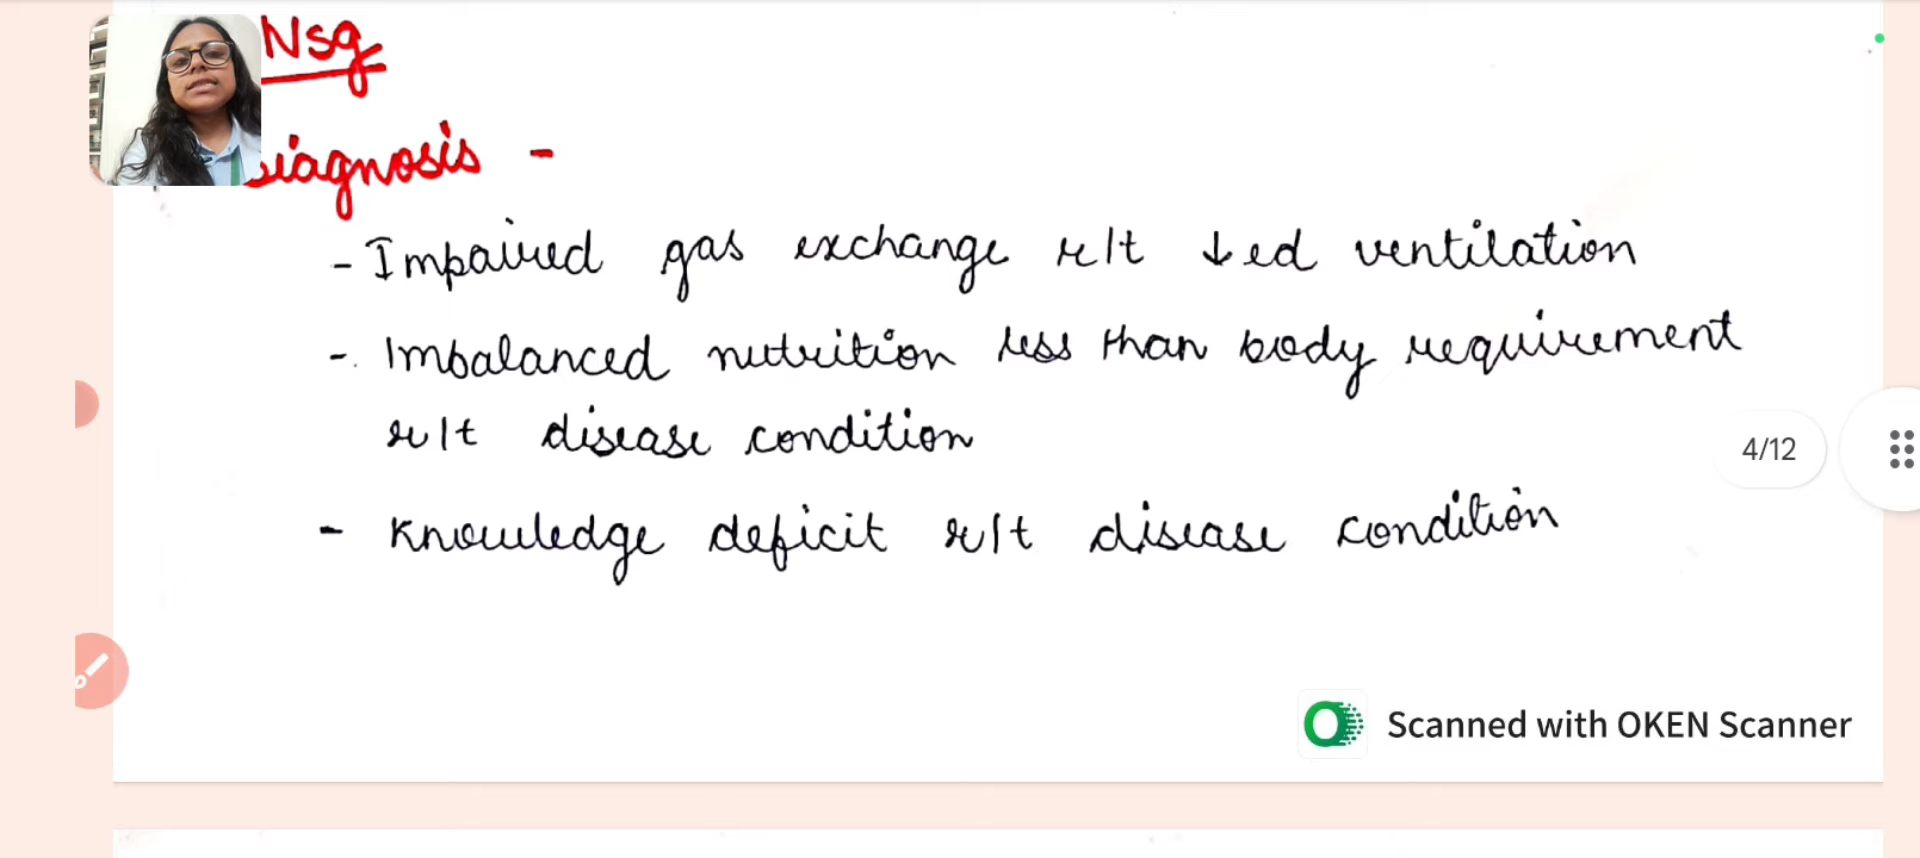 Nsg
Diagnosis -
- Impaired gas exchange r/t ↓ed ventilation
- Imbalanced nutrition less than body requirement
r/t disease condition
- Knowledge deficit r/t disease condition
4/12
Scanned with OKEN Scanner